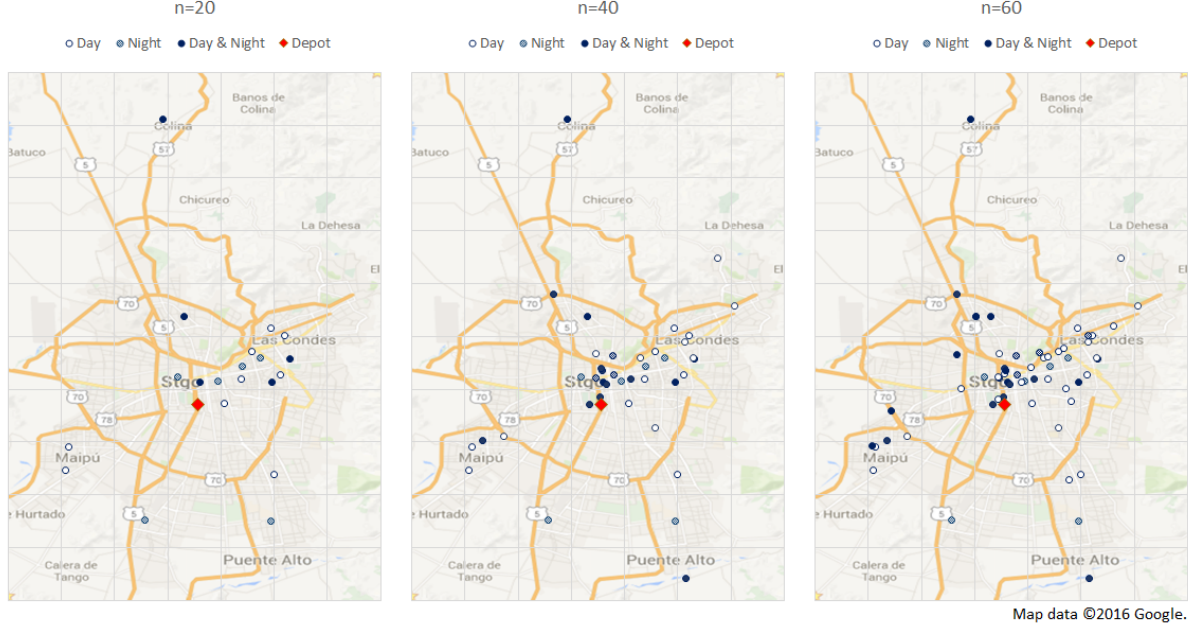 n=20
Day Night Day & Night Depot
Banos de
Colina
Colina
57
Batuco
5
Chicureo
La Dehesa
El
70
5
Las Condes
Stgo
70
78
Maipú
70
e Hurtado
5
Puente Alto
Calera de
Tango
n=40
Day Night Day & Night Depot
Banos de
Colina
Colina
57
Batuco
5
Chicureo
La Dehesa
El
70
5
Las Condes
Stgo
70
78
Maipú
70
e Hurtado
5
Puente Alto
Calera de
Tango
n=60
Day Night Day & Night Depot
Banos de
Colina
Colina
57
Batuco
5
Chicureo
La Dehesa
El
70
5
Las Condes
Stgo
70
78
Maipú
70
e Hurtado
5
Puente Alto
Calera de
Tango
Map data ©2016 Google.